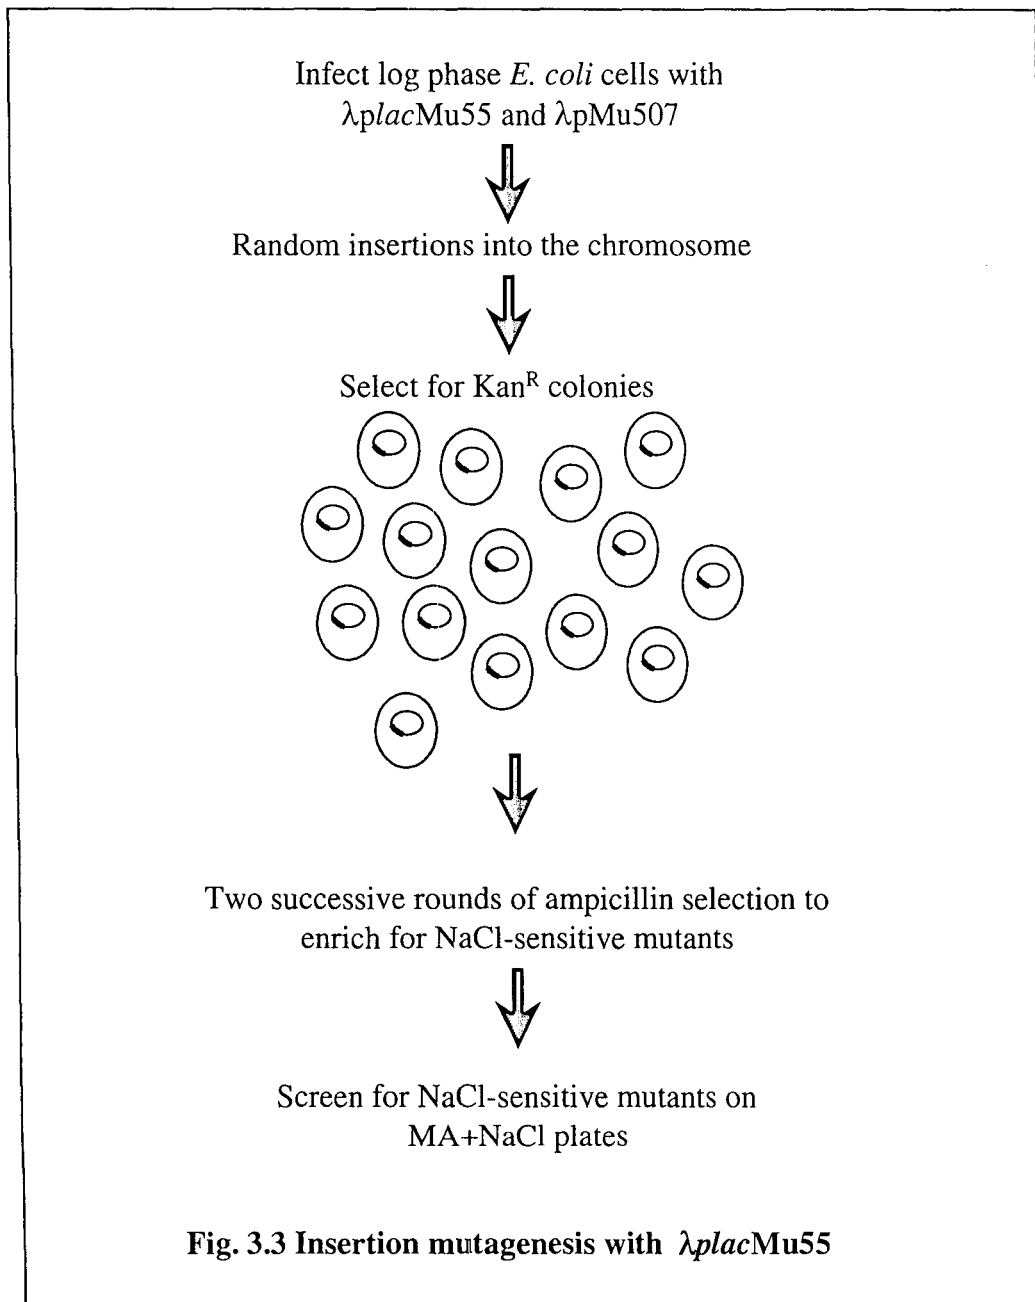 Infect log phase E. coli cells with
λplacMu55 and λpMu507
Random insertions into the chromosome
Select for Kanᴿ colonies
Two successive rounds of ampicillin selection to
enrich for NaCl-sensitive mutants
Screen for NaCl-sensitive mutants on
MA+NaCl plates
Fig. 3.3 Insertion mutagenesis with λplacMu55